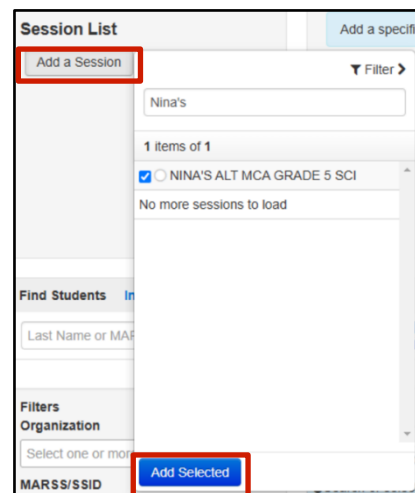 Session List
Add a specifi
Add a Session
Filter
Nina's
1 items of 1
NINA'S ALT MCA GRADE 5 SCI
No more sessions to load
Find Students In
Last Name or MAR
Filters
Organization
Select one or mor
Add Selected
MARSS/SSID